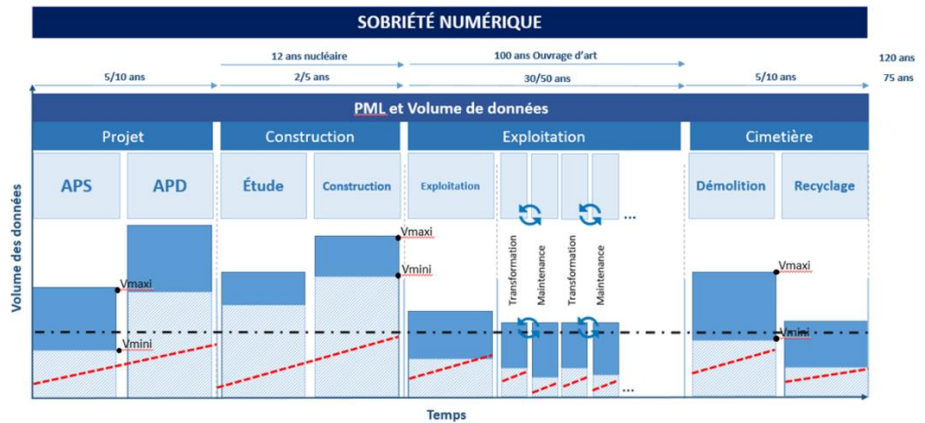 SOBRIÉTÉ NUMÉRIQUE
12 ans nucléaire
100 ans Ouvrage d'art
120 ans
5/10 ans
2/5 ans
30/50 ans
5/10 ans
75 ans
PML et Volume de données
Projet
Construction
Exploitation
Cimetière
APS
APD
Étude
Construction
Exploitation
...
Démolition
Recyclage
Volume des données
Vmaxi
Vmini
Vmaxi
Vmini
Transformation
Maintenance
Transformation
Maintenance
...
Vmaxi
Vmini
Temps